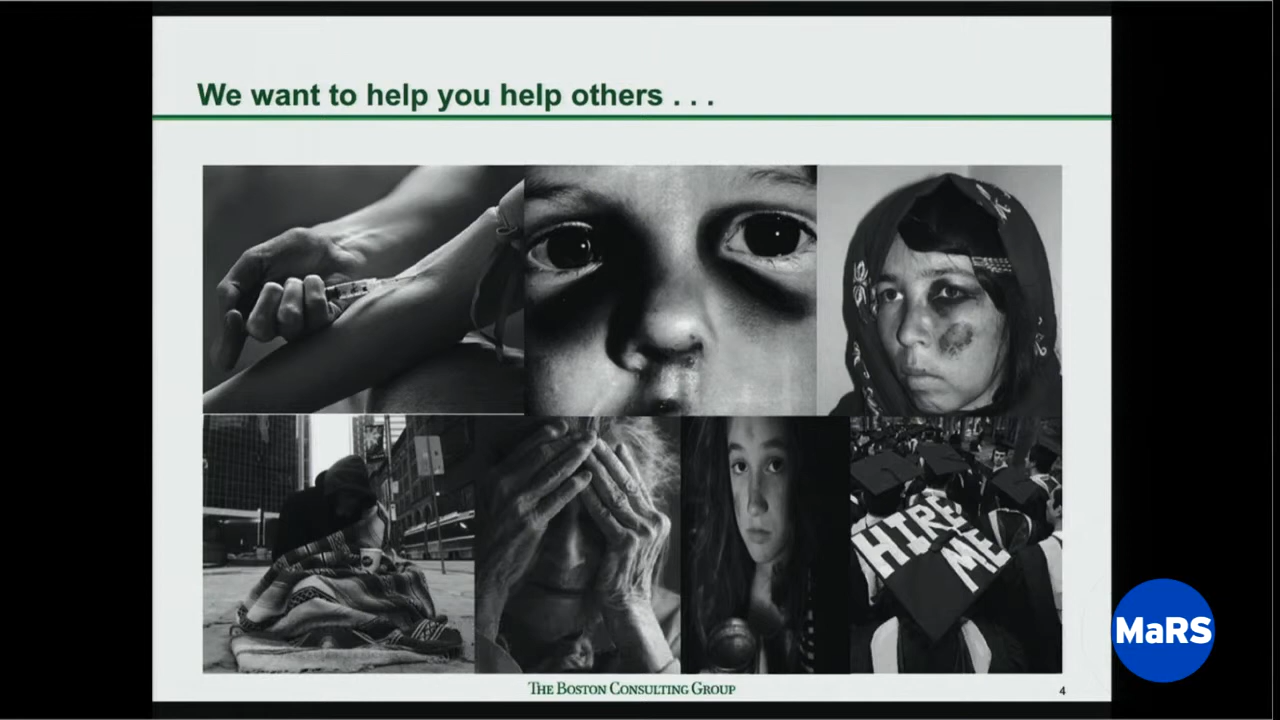 We want to help you help others . . .
HIRE
ME
THE BOSTON CONSULTING GROUP
4
MaRS